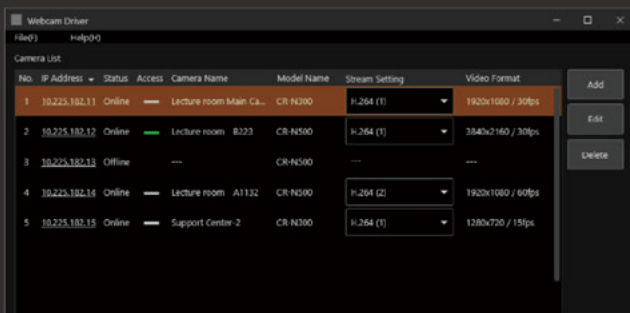 Webcam Driver
File(F) Help(H)
Camera List
No. IP Address Status Access Camera Name Model Name Stream Setting Video Format
1 10.225.182.11 Online Lecture room Main Ca... CR-N300 H.264 (1) 1920x1080 / 30fps
2 10.225.182.12 Online Lecture room B223 CR-N500 H.264 (1) 3840x2160 / 30fps
3 10.225.182.13 Offline --- CR-N500 --- ---
4 10.225.182.14 Online Lecture room A1132 CR-N500 H.264 (2) 1920x1080 / 60fps
5 10.225.182.15 Online Support Center-2 CR-N300 H.264 (1) 1280x720 / 15fps
Add
Edit
Delete